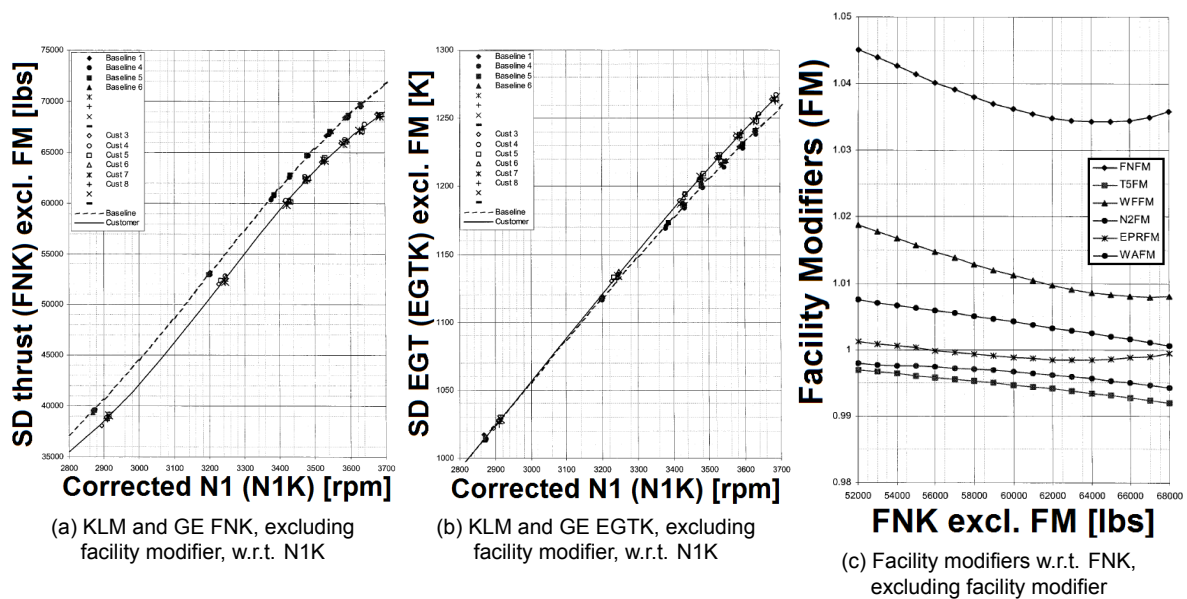 SD thrust (FNK) excl. FM [lbs]
75000
70000
65000
60000
55000
50000
45000
40000
35000
Baseline 1
Baseline 4
Baseline 5
Baseline 6
Cust 3
Cust 4
Cust 5
Cust 6
Cust 7
Cust 8
Baseline
Customer
2800 2900 3000 3100 3200 3300 3400 3500 3600 3700
Corrected N1 (N1K) [rpm]
(a) KLM and GE FNK, excluding
facility modifier, w.r.t. N1K
SD EGT (EGTK) excl. FM [K]
1300
1250
1200
1150
1100
1050
1000
Baseline 1
Baseline 4
Baseline 5
Baseline 6
Cust 3
Cust 4
Cust 5
Cust 6
Cust 7
Cust 8
Baseline
Customer
2800 2900 3000 3100 3200 3300 3400 3500 3600 3700
Corrected N1 (N1K) [rpm]
(b) KLM and GE EGTK, excluding
facility modifier, w.r.t. N1K
Facility Modifiers (FM)
1.05
1.04
1.03
1.02
1.01
1
0.99
0.98
FNFM
T5FM
WFFM
N2FM
EPRFM
WAFM
52000 54000 56000 58000 60000 62000 64000 66000 68000
FNK excl. FM [lbs]
(c) Facility modifiers w.r.t. FNK,
excluding facility modifier